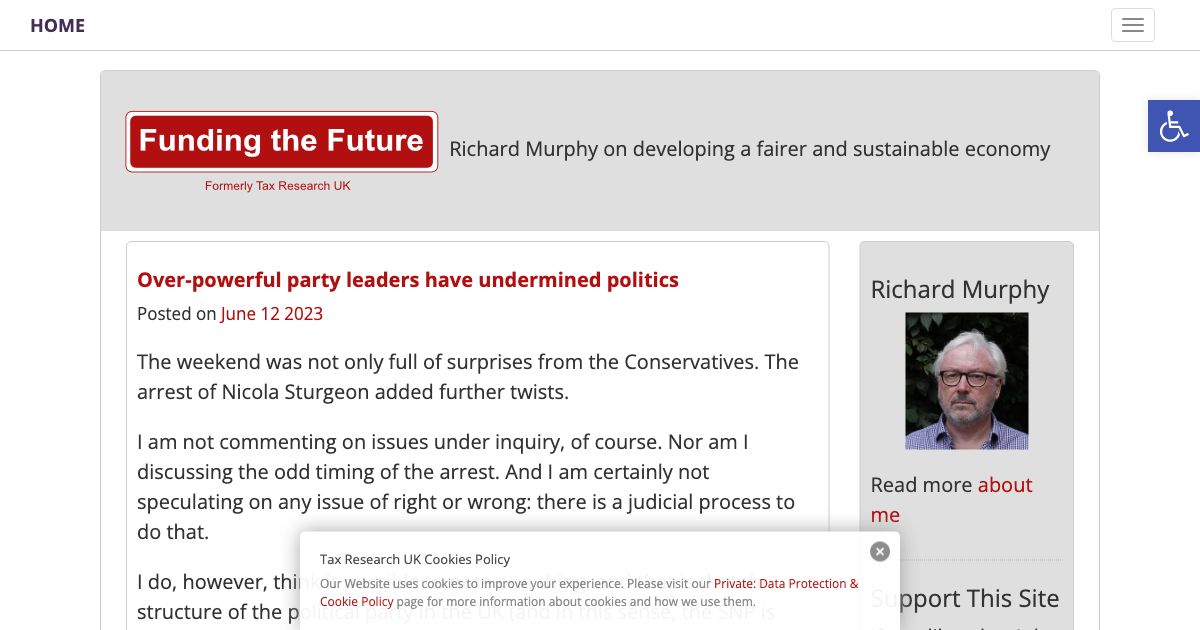 HOME
Funding the Future
Formerly Tax Research UK
Richard Murphy on developing a fairer and sustainable economy
Over-powerful party leaders have undermined politics
Posted on June 12 2023
The weekend was not only full of surprises from the Conservatives. The
arrest of Nicola Sturgeon added further twists.
I am not commenting on issues under inquiry, of course. Nor am I
discussing the odd timing of the arrest. And I am certainly not
speculating on any issue of right or wrong: there is a judicial process to
do that.
I do, however,
structure of the political party in the UK (and in this sense, the SNP is
Richard Murphy
Read more about
me
Support This Site
Tax Research UK Cookies Policy
Our Website uses cookies to improve your experience. Please visit our Private: Data Protection &
Cookie Policy page for more information about cookies and how we use them.